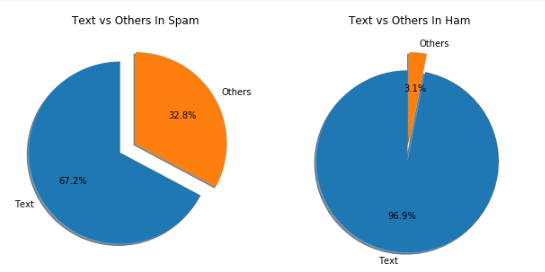 Text vs Others In Spam
Others
32.8%
67.2%
Text
Text vs Others In Ham
Others
3.1%
96.9%
Text